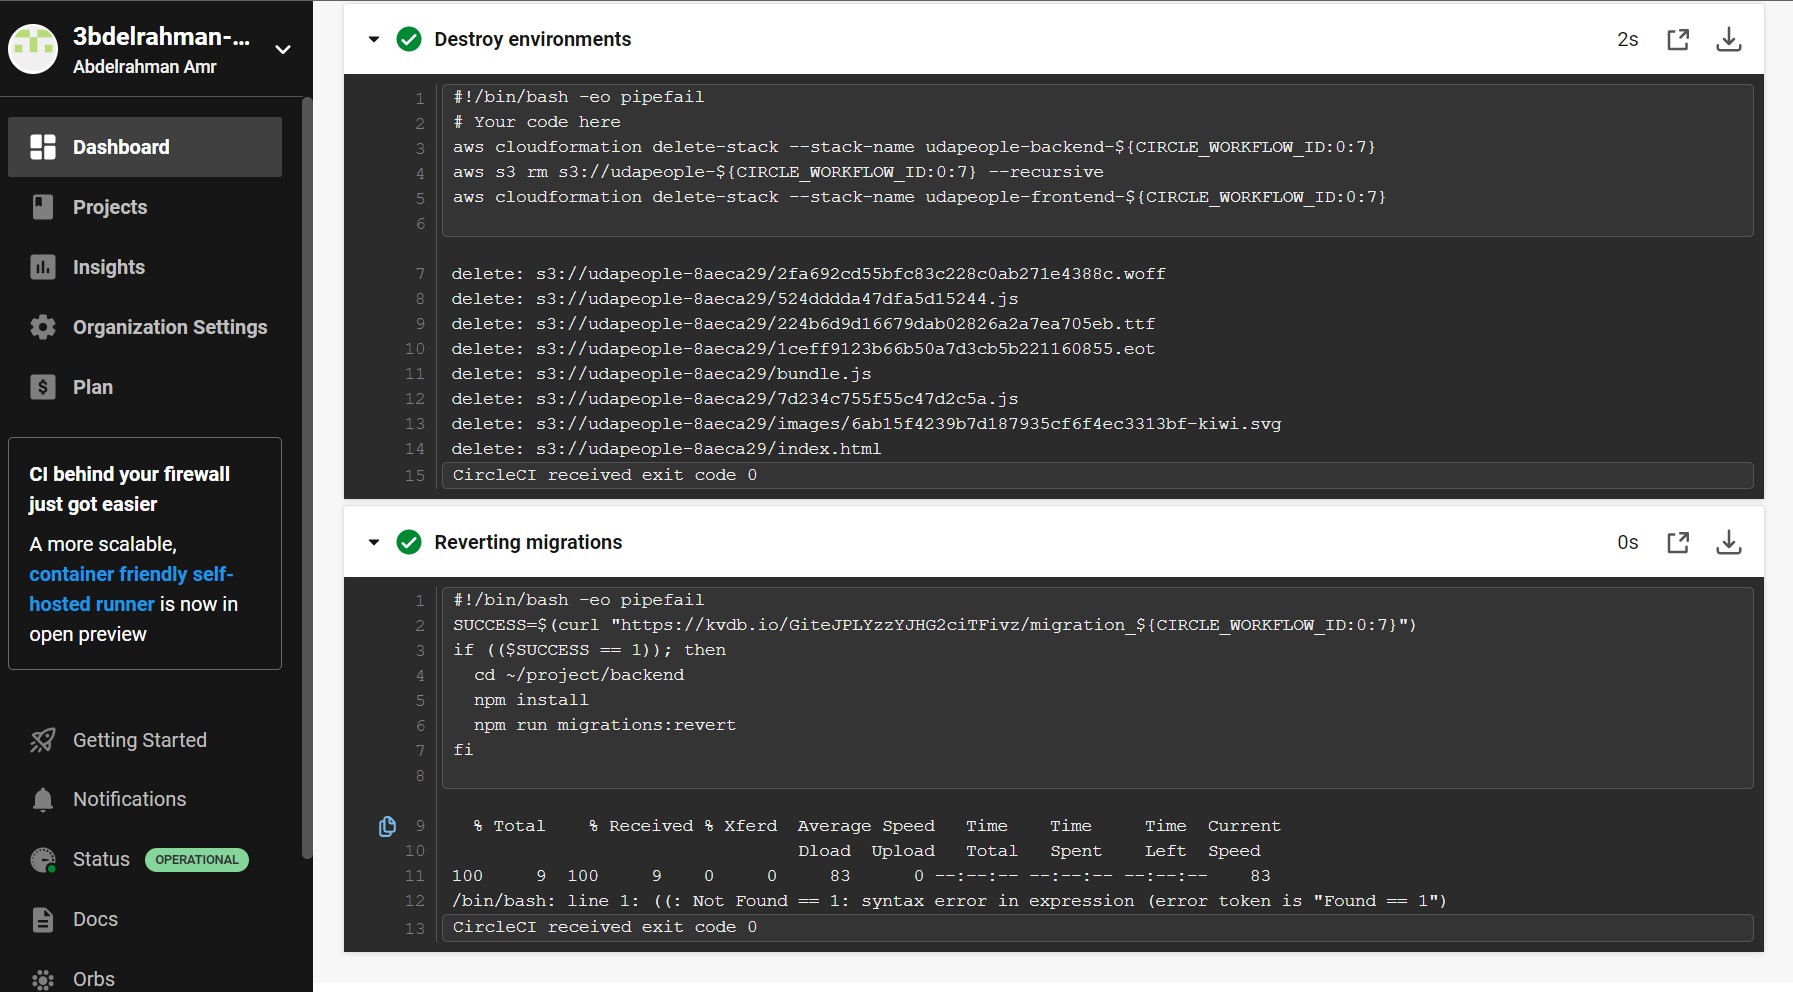 3bdelrahman-...
Abdelrahman Amr
Dashboard
Projects
Insights
Organization Settings
Plan
CI behind your firewall
just got easier
A more scalable,
container friendly self-
hosted runner is now in
open preview
Getting Started
Notifications
Status OPERATIONAL
Docs
Orbs
Destroy environments 2s
1 #!/bin/bash -eo pipefail
2 # Your code here
3 aws cloudformation delete-stack --stack-name udapeople-backend-${CIRCLE_WORKFLOW_ID:0:7}
4 aws s3 rm s3://udapeople-${CIRCLE_WORKFLOW_ID:0:7} --recursive
5 aws cloudformation delete-stack --stack-name udapeople-frontend-${CIRCLE_WORKFLOW_ID:0:7}
6
7 delete: s3://udapeople-8aeca29/2fa692cd55bfc83c228c0ab271e4388c.woff
8 delete: s3://udapeople-8aeca29/524dddda47dfa5d15244.js
9 delete: s3://udapeople-8aeca29/224b6d9d16679dab02826a2a7ea705eb.ttf
10 delete: s3://udapeople-8aeca29/1ceff9123b66b50a7d3cb5b221160855.eot
11 delete: s3://udapeople-8aeca29/bundle.js
12 delete: s3://udapeople-8aeca29/7d234c755f55c47d2c5a.js
13 delete: s3://udapeople-8aeca29/images/6ab15f4239b7d187935cf6f4ec3313bf-kiwi.svg
14 delete: s3://udapeople-8aeca29/index.html
15 CircleCI received exit code 0
Reverting migrations 0s
1 #!/bin/bash -eo pipefail
2 SUCCESS=$(curl "https://kvdb.io/GiteJPLYzzYJHG2ciTFivz/migration_${CIRCLE_WORKFLOW_ID:0:7}")
3 if (($SUCCESS == 1)); then
4 cd ~/project/backend
5 npm install
6 npm run migrations:revert
7 fi
8
9 % Total % Received % Xferd Average Speed Time Time Time Current
10 Dload Upload Total Spent Left Speed
11 100 9 100 9 0 0 83 0 --:--:-- --:--:-- --:--:-- 83
12 /bin/bash: line 1: ((: Not Found == 1: syntax error in expression (error token is "Found == 1")
13 CircleCI received exit code 0